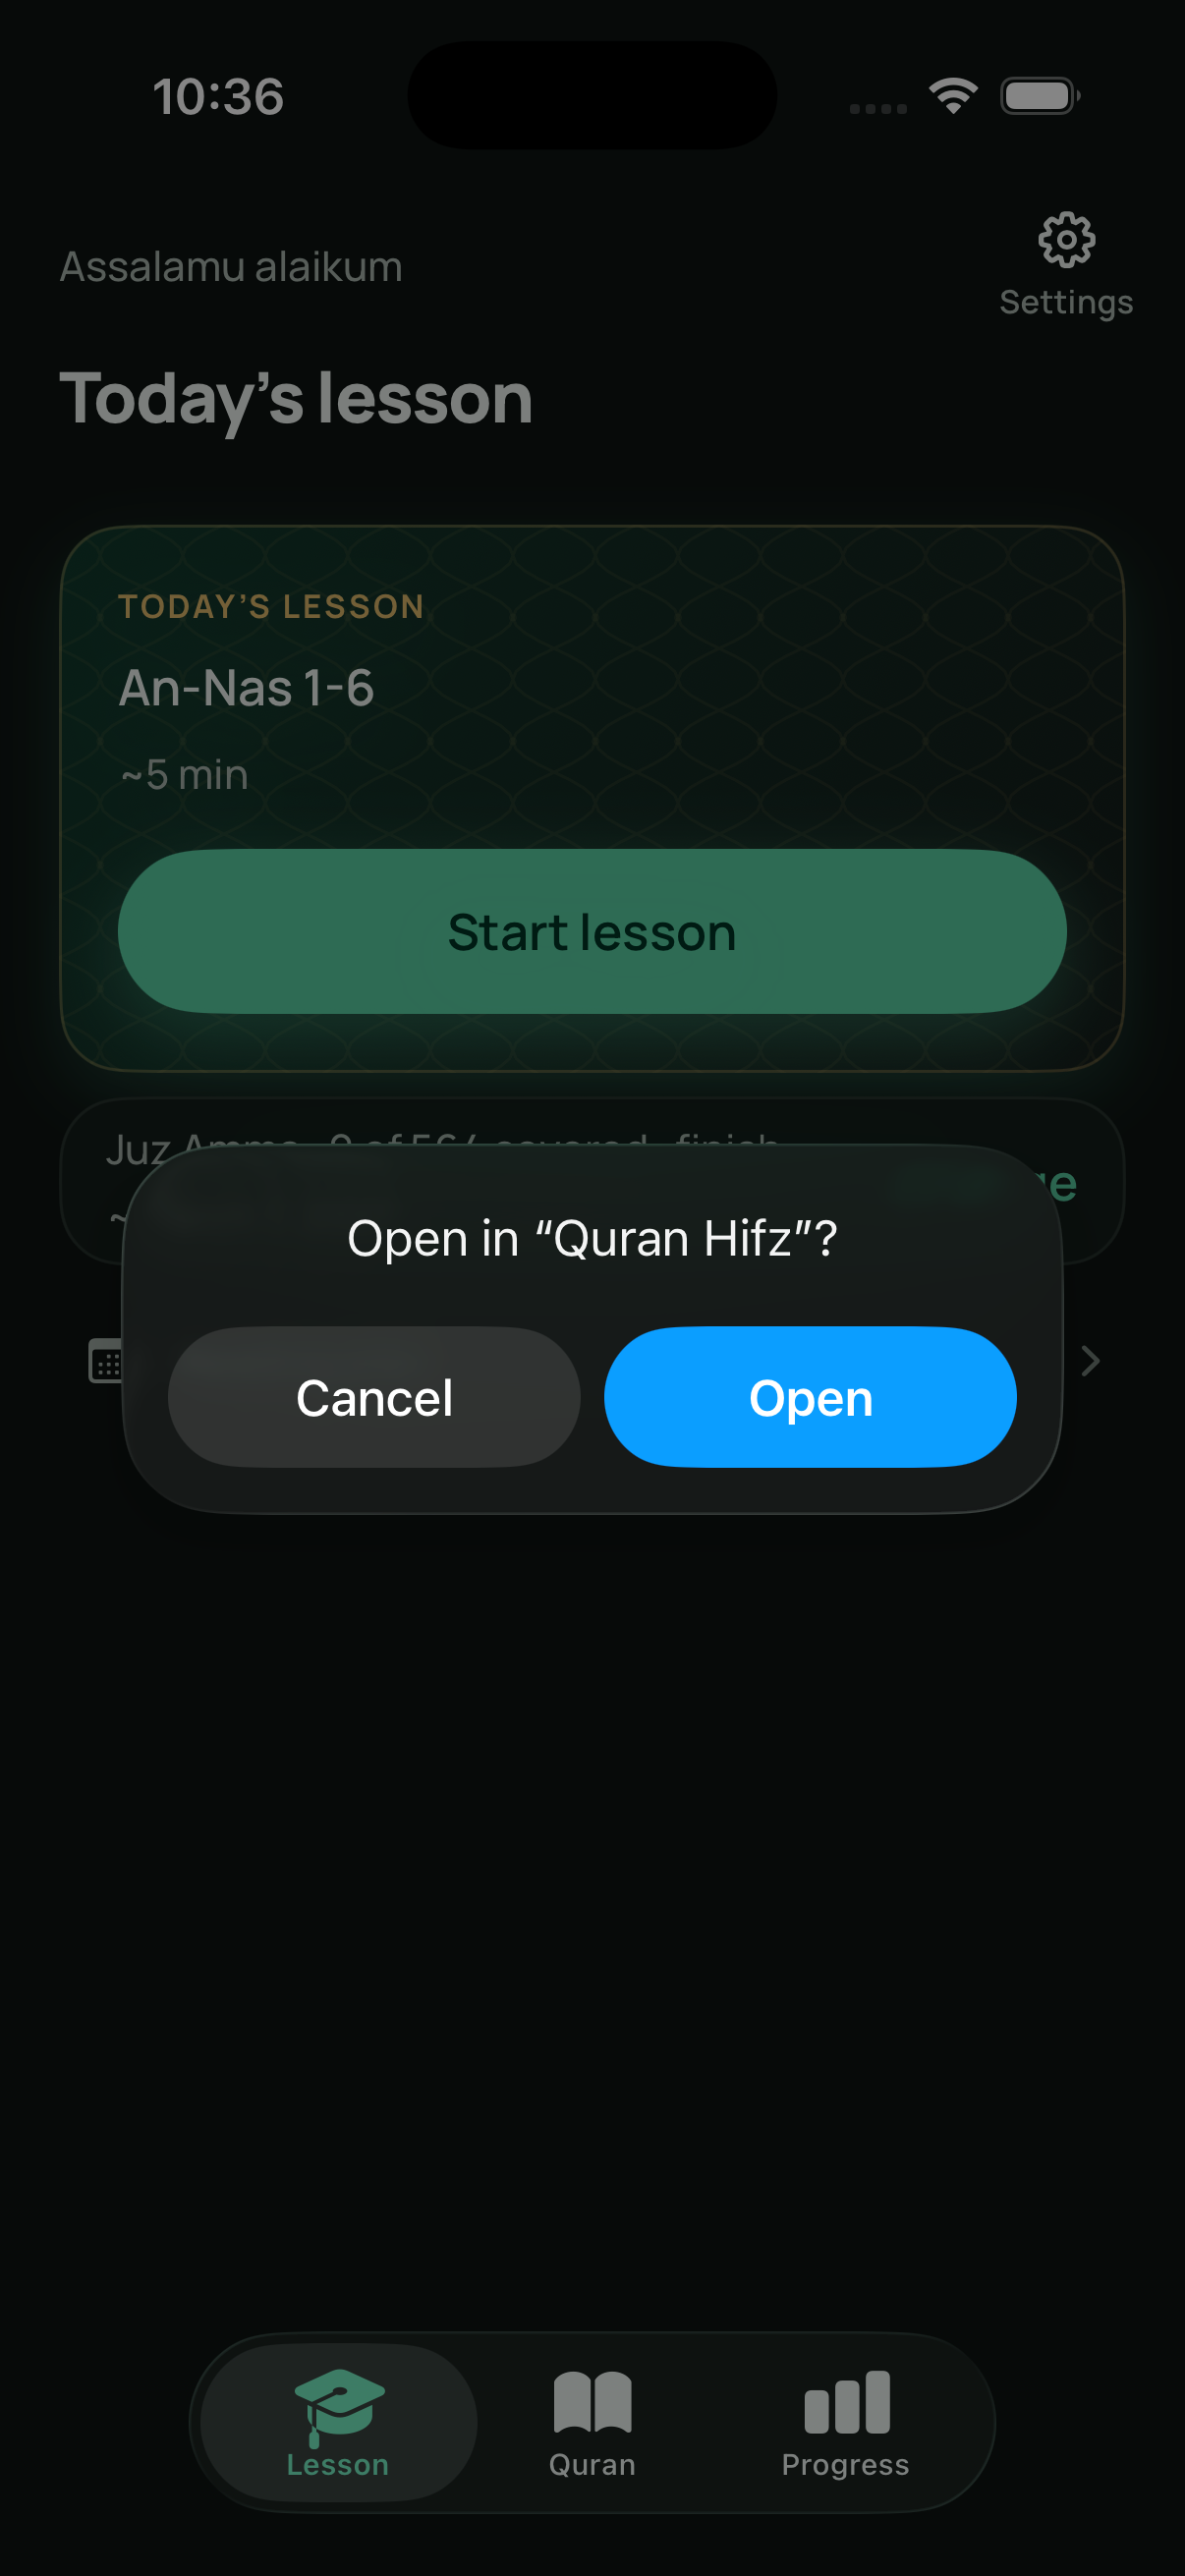 10:36
Assalamu alaikum
Settings
Today’s lesson
TODAY’S LESSON
An-Nas 1-6
~5 min
Start lesson
Juz
Open in “Quran Hifz”?
Cancel
Open
Lesson
Quran
Progress